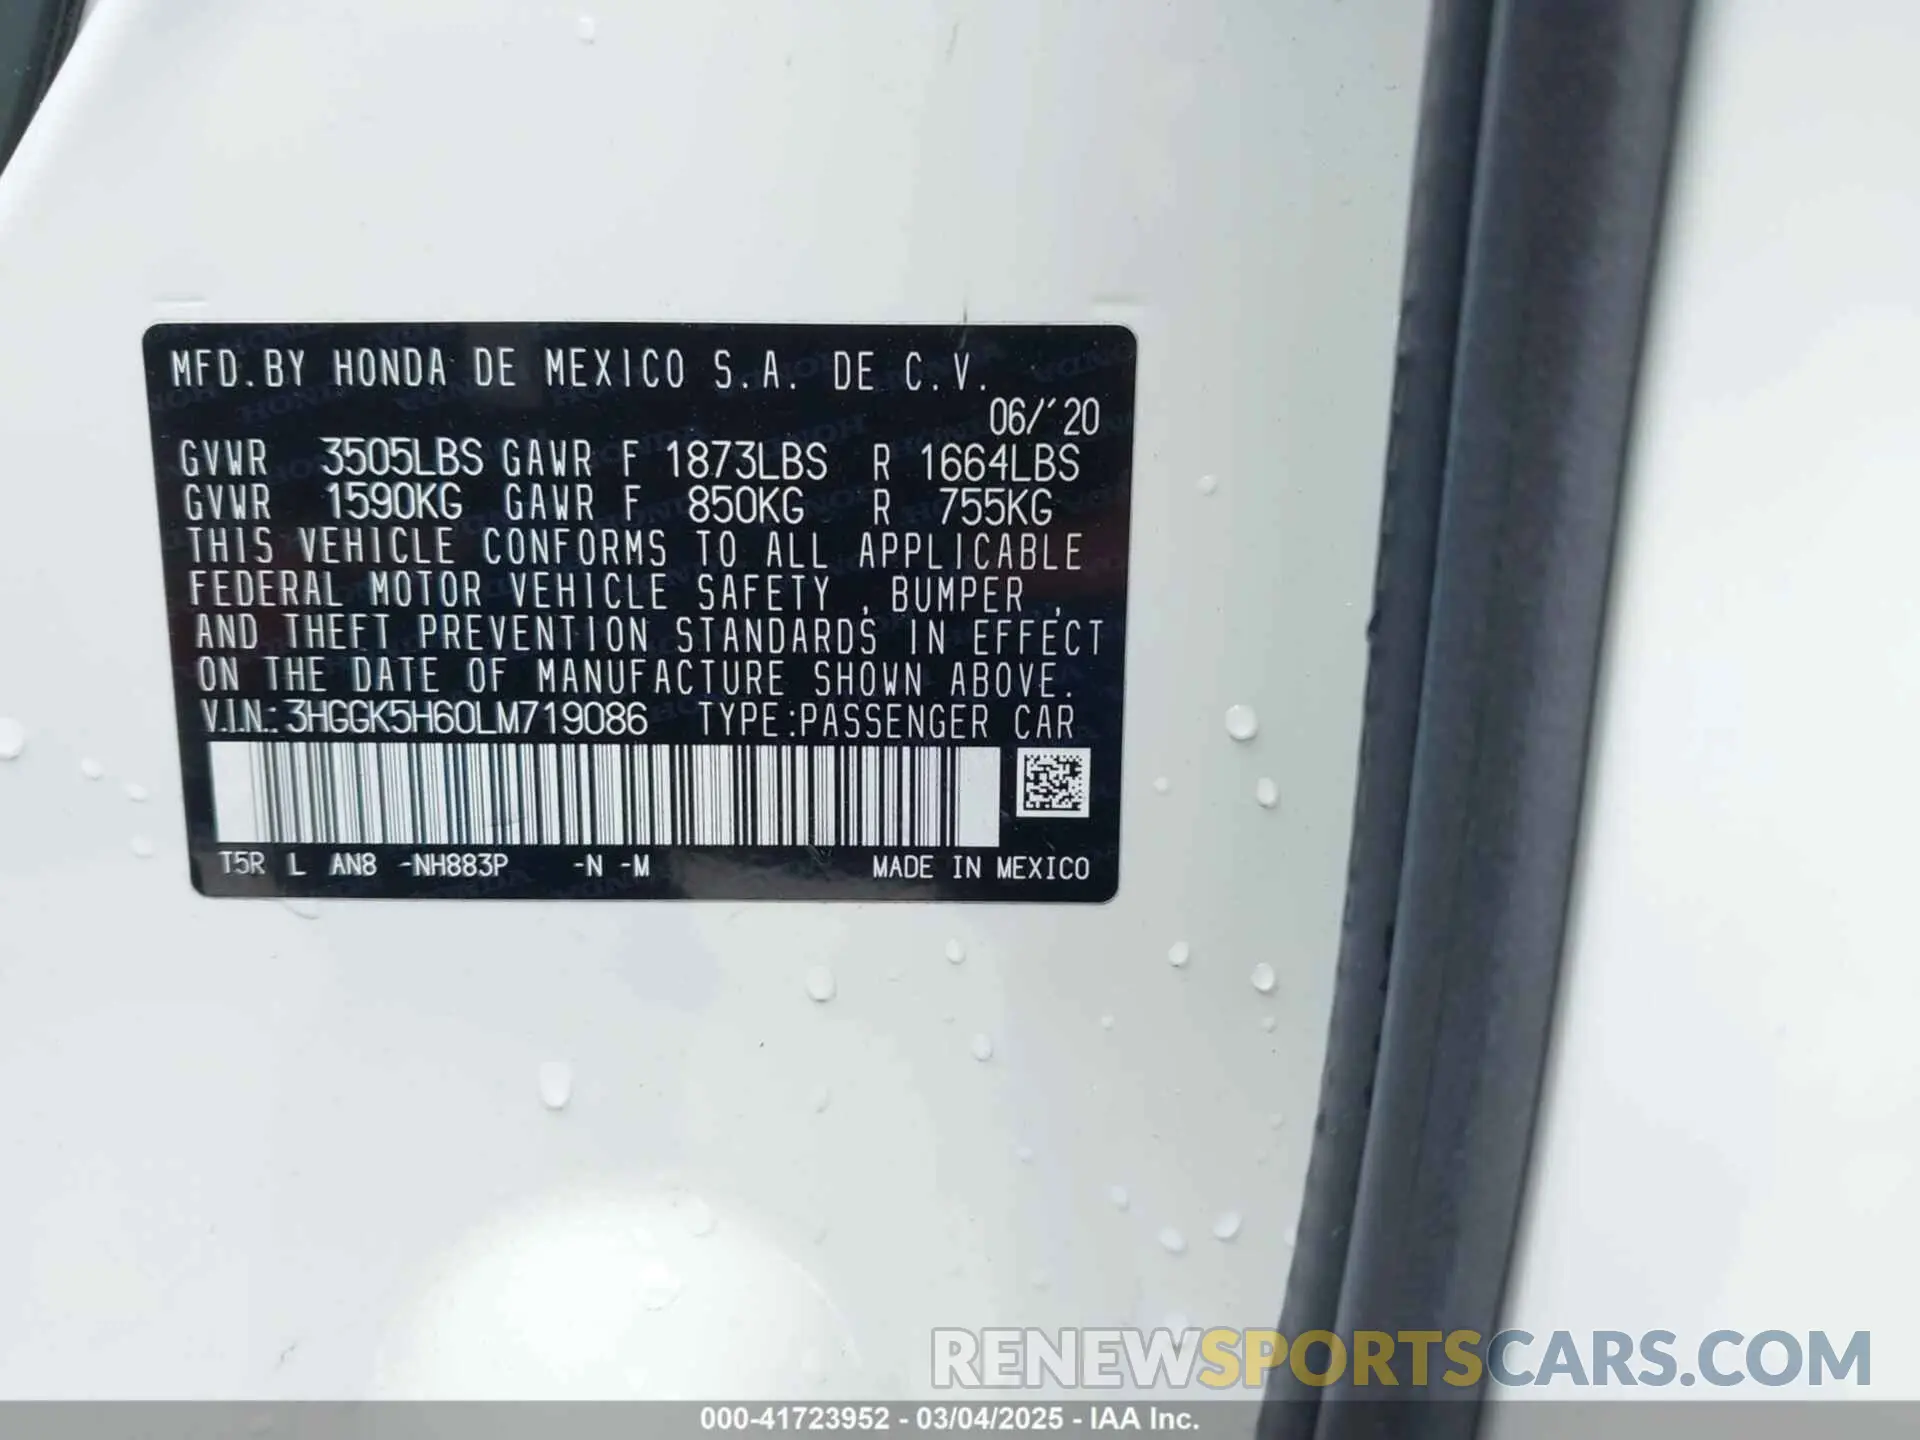 MFD.BY HONDA DE MEXICO S.A. DE C.V.
06/'20
GVWR 3505LBS GAWR F 1873LBS R 1664LBS
GVWR 1590KG GAWR F 850KG R 755KG
THIS VEHICLE CONFORMS TO ALL APPLICABLE
FEDERAL MOTOR VEHICLE SAFETY , BUMPER ,
AND THEFT PREVENTION STANDARDS IN EFFECT
ON THE DATE OF MANUFACTURE SHOWN ABOVE.
V.I.N.: 3HGGK5H60LM719086 TYPE:PASSENGER CAR
T5R L AN8 -NH883P -N -M MADE IN MEXICO
RENEWSPORTSCARS.COM
000-41723952 - 03/04/2025 - IAA Inc.